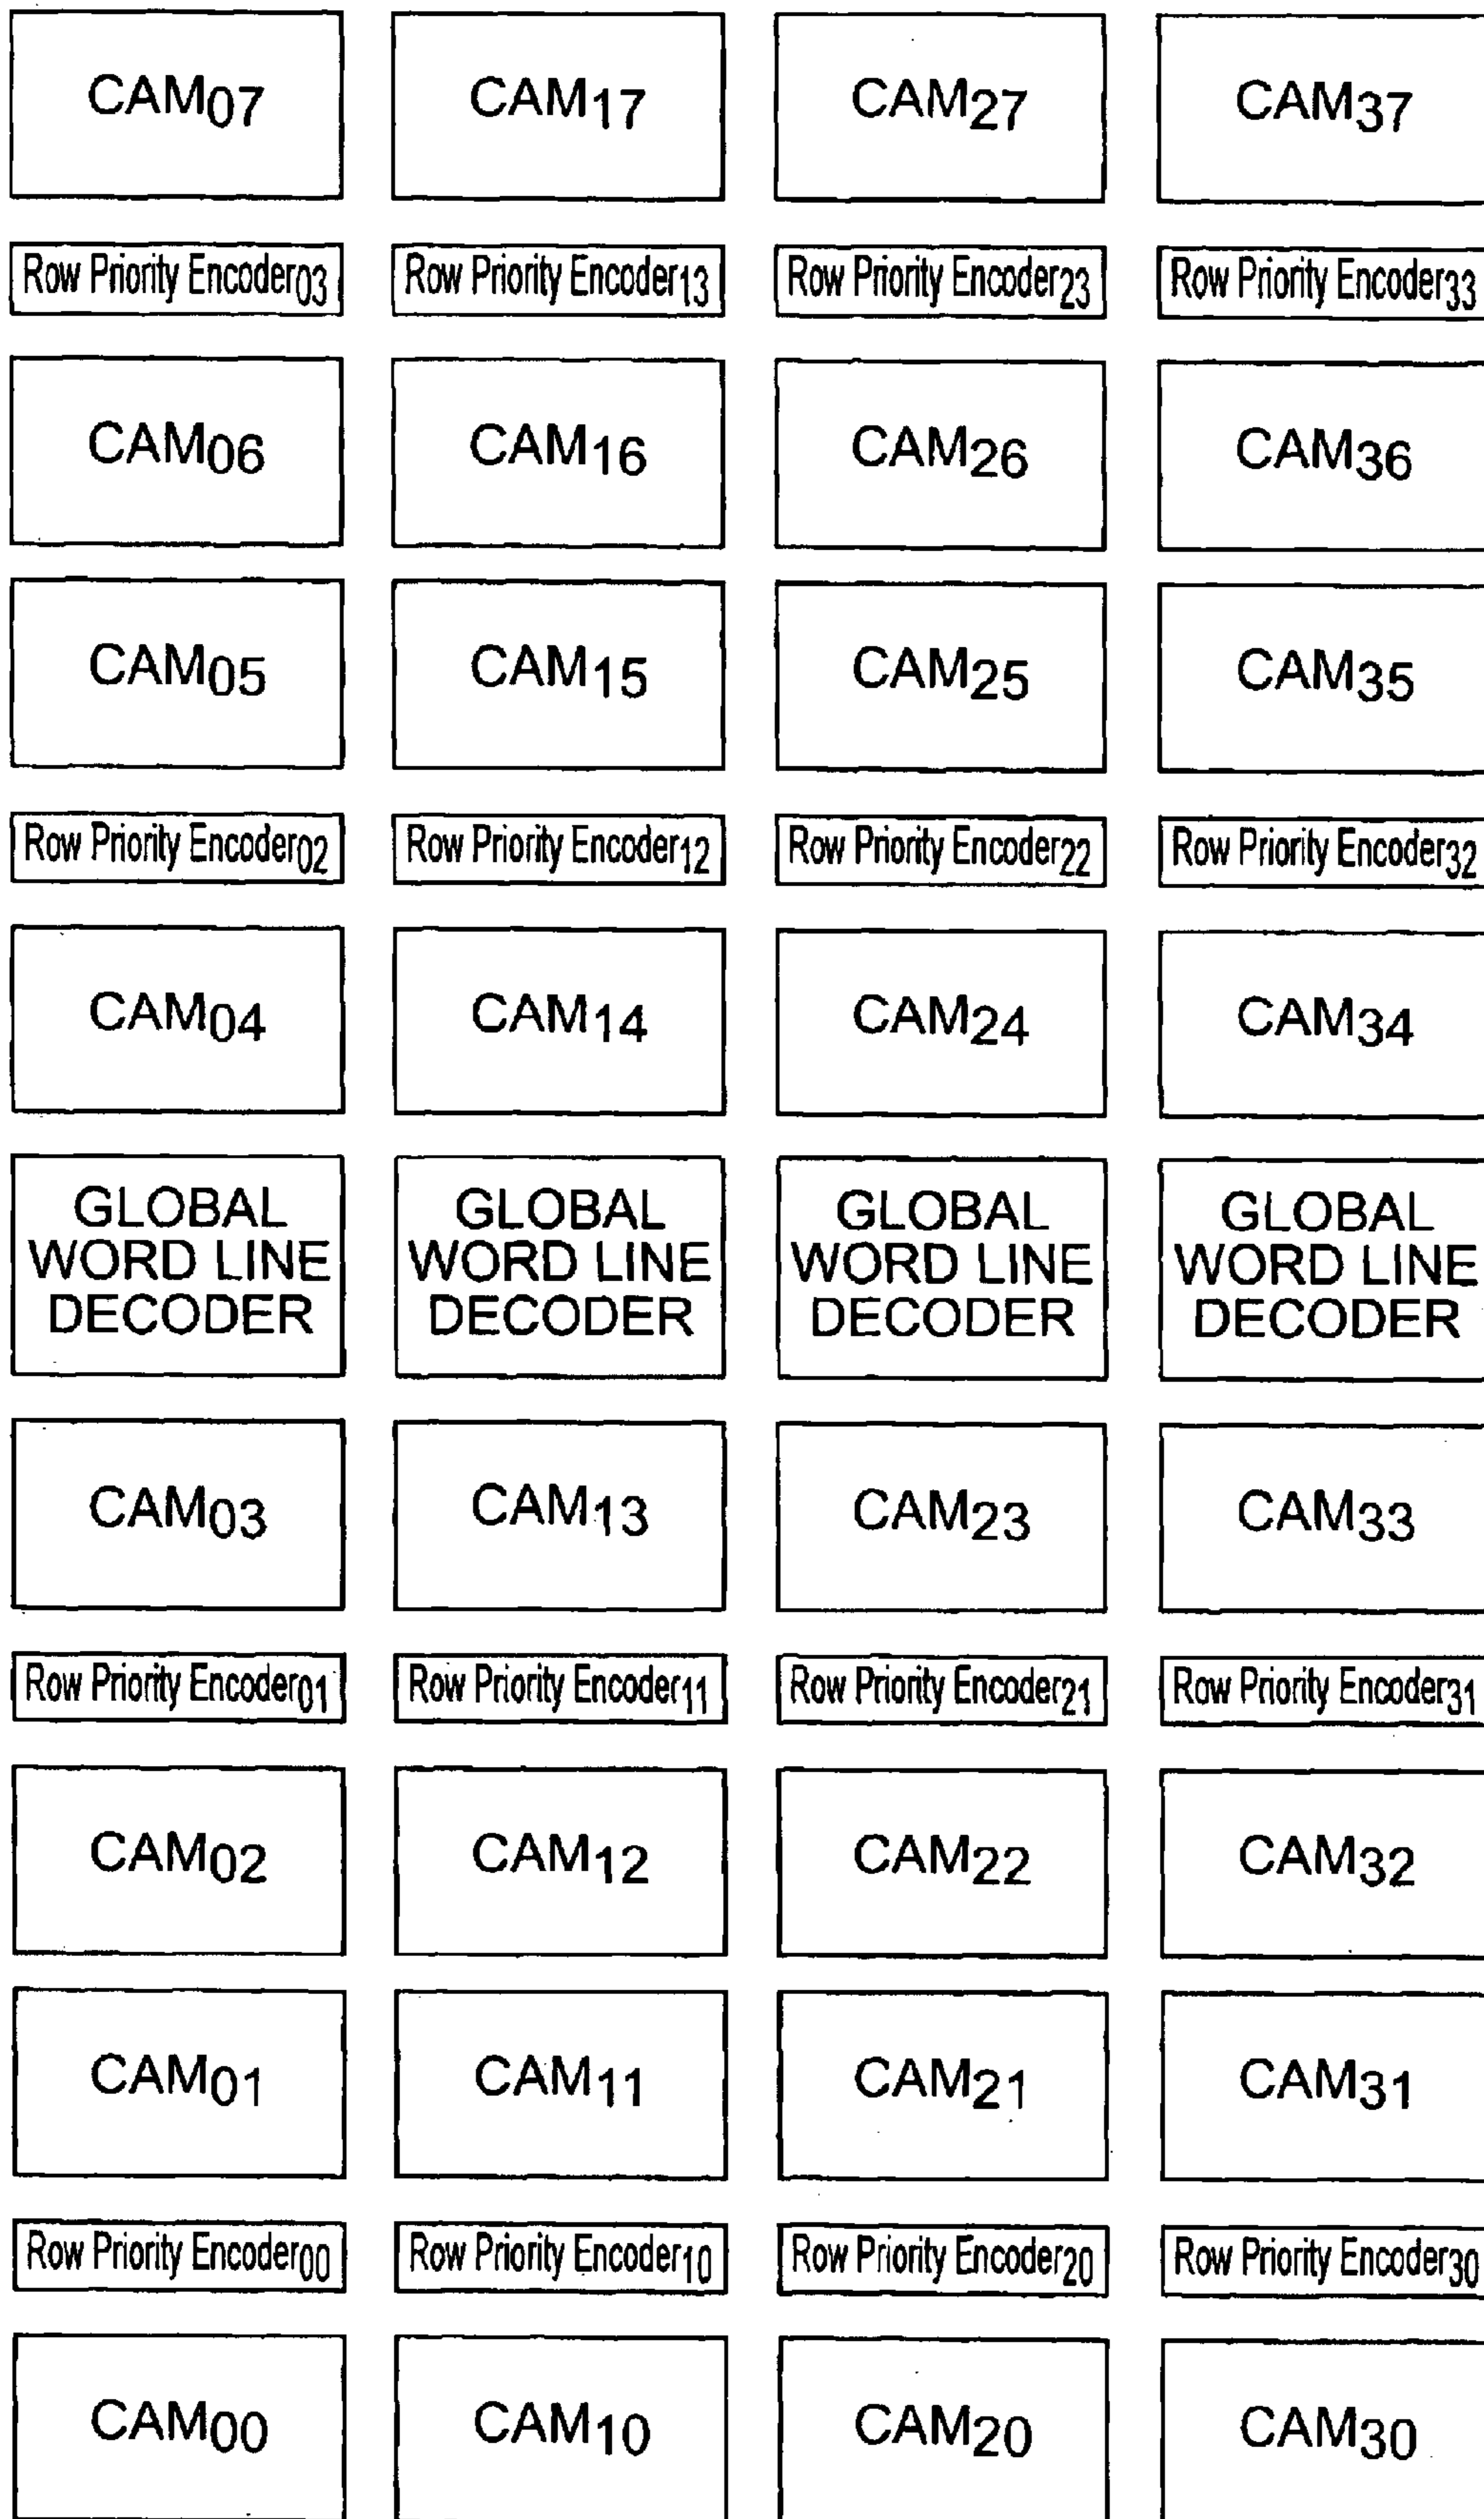 CAM07 CAM17 CAM27 CAM37
Row Priority Encoder03 Row Priority Encoder13 Row Priority Encoder23 Row Priority Encoder33
CAM06 CAM16 CAM26 CAM36
CAM05 CAM15 CAM25 CAM35
Row Priority Encoder02 Row Priority Encoder12 Row Priority Encoder22 Row Priority Encoder32
CAM04 CAM14 CAM24 CAM34
GLOBAL GLOBAL GLOBAL GLOBAL
WORD LINE WORD LINE WORD LINE WORD LINE
DECODER DECODER DECODER DECODER
CAM03 CAM13 CAM23 CAM33
Row Priority Encoder01 Row Priority Encoder11 Row Priority Encoder21 Row Priority Encoder31
CAM02 CAM12 CAM22 CAM32
CAM01 CAM11 CAM21 CAM31
Row Priority Encoder00 Row Priority Encoder10 Row Priority Encoder20 Row Priority Encoder30
CAM00 CAM10 CAM20 CAM30